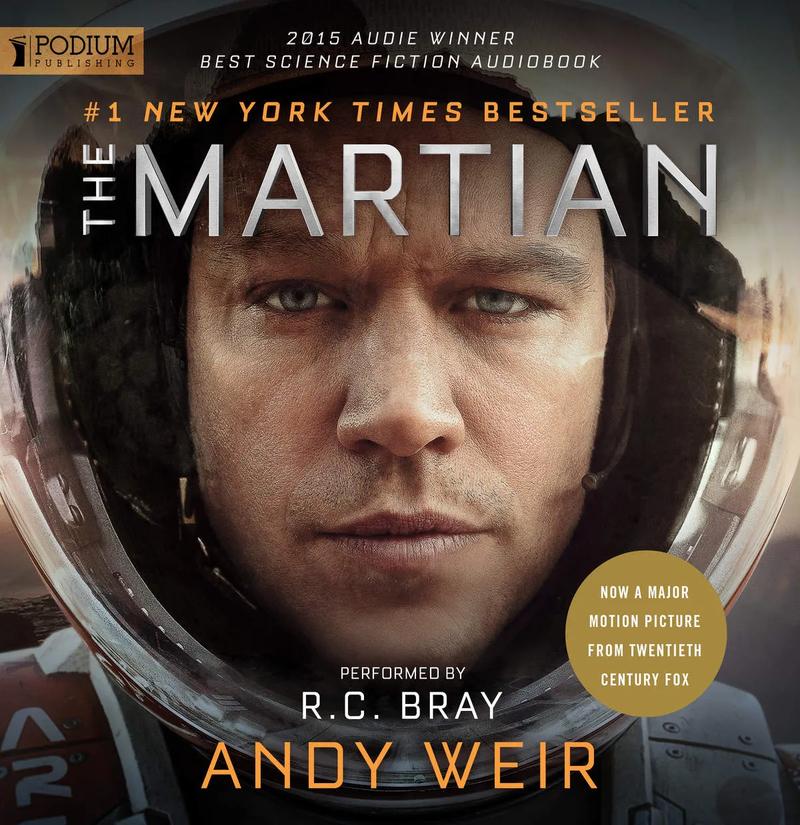 PODIUM
PUBLISHING
2015 AUDIE WINNER
BEST SCIENCE FICTION AUDIOBOOK
#1 NEW YORK TIMES BESTSELLER
THE MARTIAN
NOW A MAJOR
MOTION PICTURE
FROM TWENTIETH
CENTURY FOX
PERFORMED BY
R.C. BRAY
ANDY WEIR